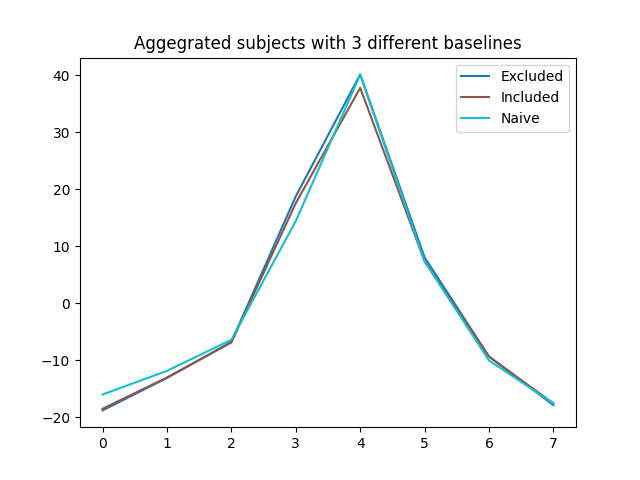 Aggegrated subjects with 3 different baselines
Excluded
Included
Naive
40
30
20
10
0
−10
−20
0 1 2 3 4 5 6 7